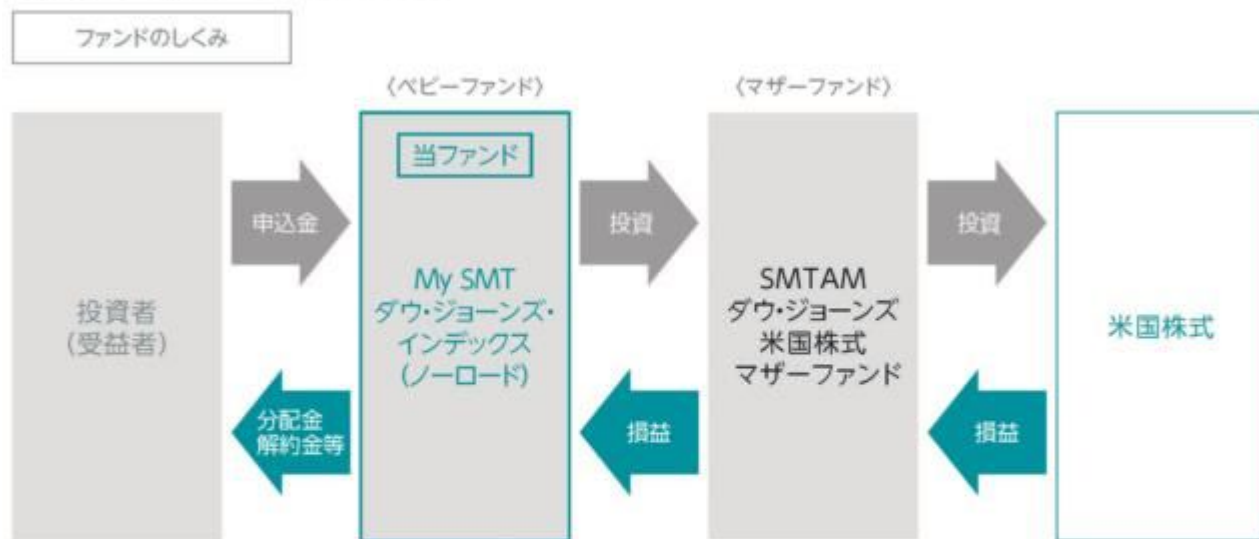 ファンドのしくみ
〈ベビーファンド〉
〈マザーファンド〉
投資者
(受益者)
申込金
分配金
解約金等
当ファンド
My SMT
ダウ・ジョーンズ・
インデックス
(ノーロード)
投資
損益
SMTAM
ダウ・ジョーンズ
米国株式
マザーファンド
投資
損益
米国株式